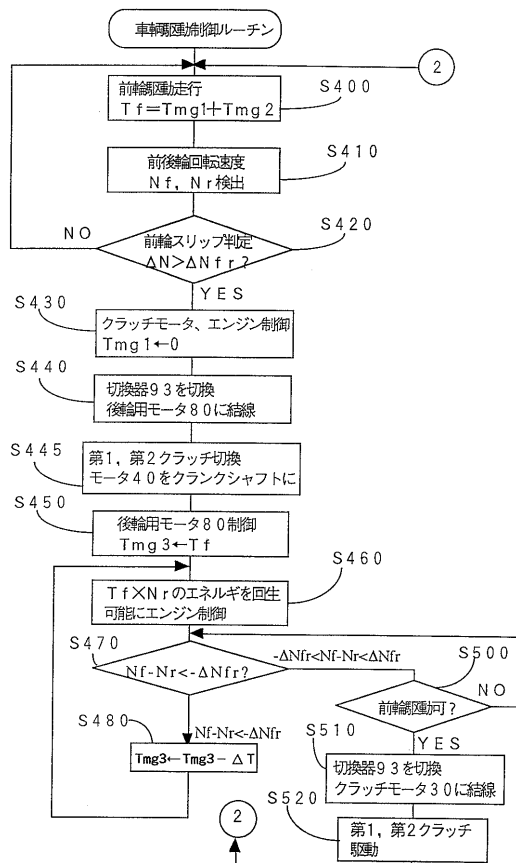 車輌駆動制御ルーチン
2
S400
前輪駆動走行
Tf=Tmg1+Tmg2
S410
前後輪回転速度
Nf, Nr検出
S420
NO
前輪スリップ判定
ΔN>ΔNfr?
YES
S430
クラッチモータ、エンジン制御
Tmg1←0
S440
切換器93を切換
後輪用モータ80に結線
S445
第1, 第2クラッチ切換
モータ40をクランクシャフトに
S450
後輪用モータ80制御
Tmg3←Tf
S460
Tf×Nrのエネルギを回生
可能にエンジン制御
S470
Nf-Nr<-ΔNfr?
-ΔNfr<Nf-Nr<ΔNfr
S500
前輪駆動可?
NO
YES
S480
Nf-Nr<-ΔNfr
Tmg3←Tmg3-ΔT
S510
切換器93を切換
クラッチモータ30に結線
S520
第1, 第2クラッチ
駆動
2